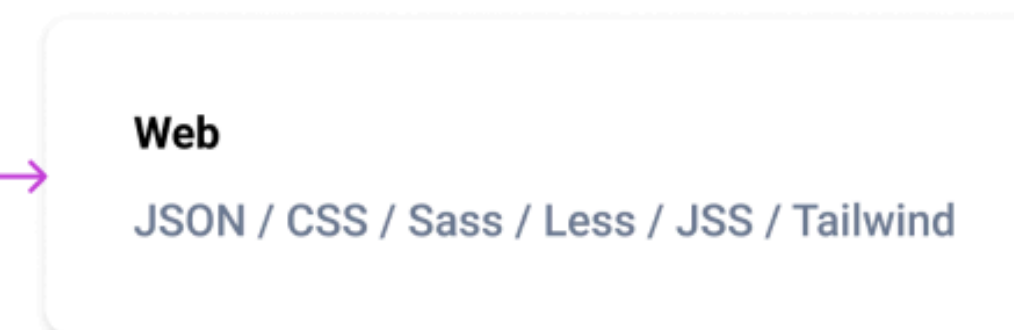 Web
JSON / CSS / Sass / Less / JSS / Tailwind